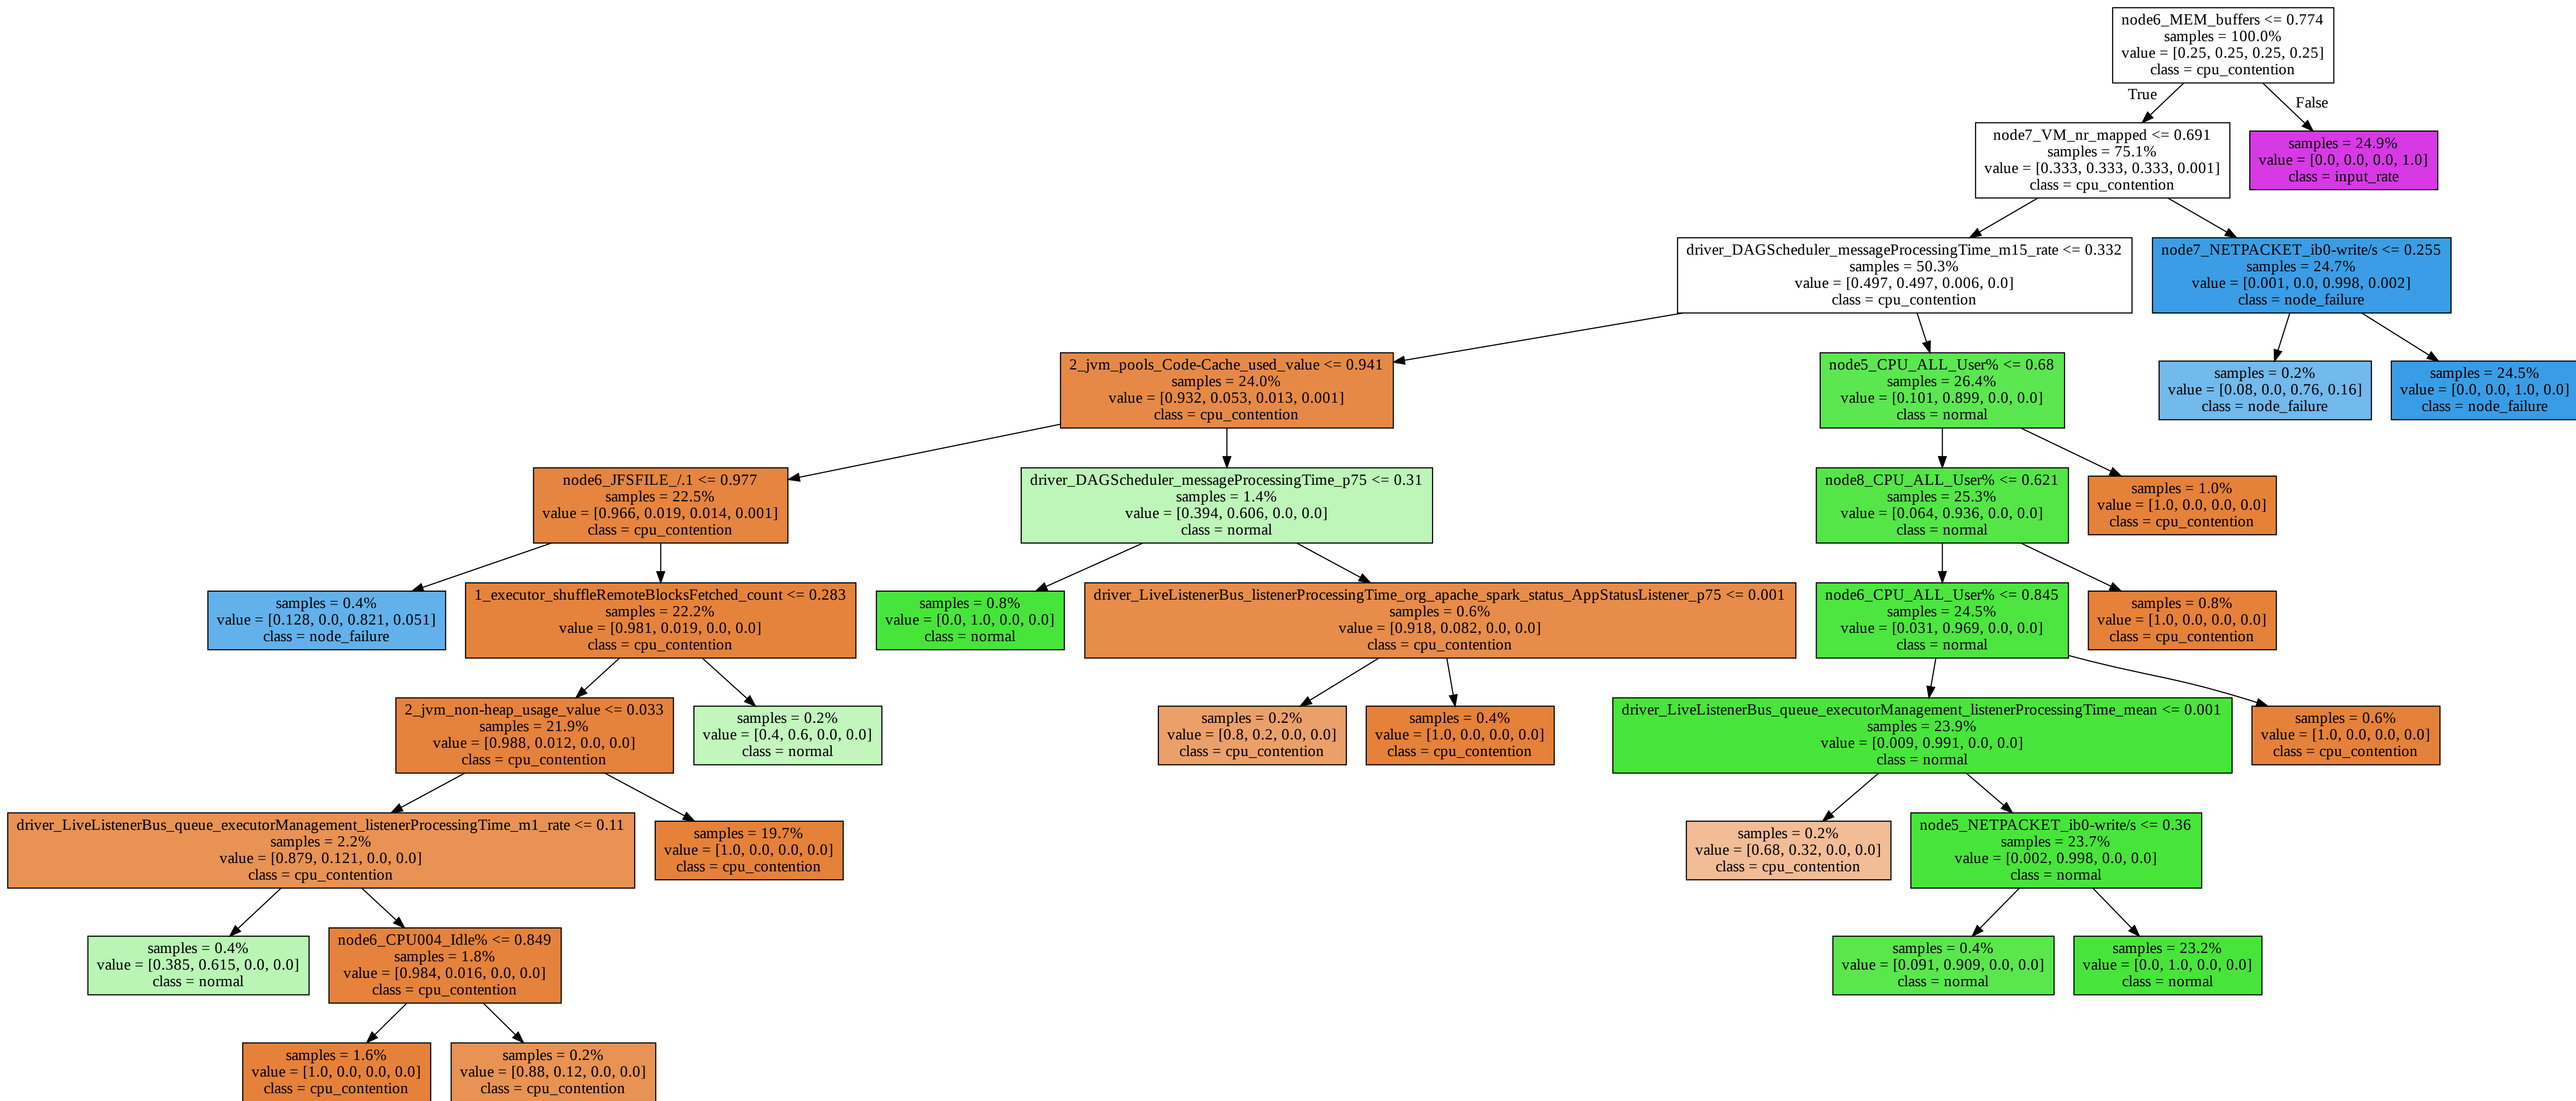 node6_MEM_buffers <= 0.774
samples = 100.0%
value = [0.25, 0.25, 0.25, 0.25]
class = cpu_contention
True
False
node7_VM_nr_mapped <= 0.691
samples = 75.1%
value = [0.333, 0.333, 0.333, 0.001]
class = cpu_contention
samples = 24.9%
value = [0.0, 0.0, 0.0, 1.0]
class = input_rate
driver_DAGScheduler_messageProcessingTime_m15_rate <= 0.332
samples = 50.3%
value = [0.497, 0.497, 0.006, 0.0]
class = cpu_contention
node7_NETPACKET_ib0-write/s <= 0.255
samples = 24.7%
value = [0.001, 0.0, 0.998, 0.002]
class = node_failure
2_jvm_pools_Code-Cache_used_value <= 0.941
samples = 24.0%
value = [0.932, 0.053, 0.013, 0.001]
class = cpu_contention
node5_CPU_ALL_User% <= 0.68
samples = 26.4%
value = [0.101, 0.899, 0.0, 0.0]
class = normal
samples = 0.2%
value = [0.08, 0.0, 0.76, 0.16]
class = node_failure
samples = 24.5%
value = [0.0, 0.0, 1.0, 0.0]
class = node_failure
node6_JFSFILE_/.1 <= 0.977
samples = 22.5%
value = [0.966, 0.019, 0.014, 0.001]
class = cpu_contention
driver_DAGScheduler_messageProcessingTime_p75 <= 0.31
samples = 1.4%
value = [0.394, 0.606, 0.0, 0.0]
class = normal
node8_CPU_ALL_User% <= 0.621
samples = 25.3%
value = [0.064, 0.936, 0.0, 0.0]
class = normal
samples = 1.0%
value = [1.0, 0.0, 0.0, 0.0]
class = cpu_contention
samples = 0.4%
value = [0.128, 0.0, 0.821, 0.051]
class = node_failure
1_executor_shuffleRemoteBlocksFetched_count <= 0.283
samples = 22.2%
value = [0.981, 0.019, 0.0, 0.0]
class = cpu_contention
samples = 0.8%
value = [0.0, 1.0, 0.0, 0.0]
class = normal
driver_LiveListenerBus_listenerProcessingTime_org_apache_spark_status_AppStatusListener_p75 <= 0.001
samples = 0.6%
value = [0.918, 0.082, 0.0, 0.0]
class = cpu_contention
node6_CPU_ALL_User% <= 0.845
samples = 24.5%
value = [0.031, 0.969, 0.0, 0.0]
class = normal
samples = 0.8%
value = [1.0, 0.0, 0.0, 0.0]
class = cpu_contention
2_jvm_non-heap_usage_value <= 0.033
samples = 21.9%
value = [0.988, 0.012, 0.0, 0.0]
class = cpu_contention
samples = 0.2%
value = [0.4, 0.6, 0.0, 0.0]
class = normal
samples = 0.2%
value = [0.8, 0.2, 0.0, 0.0]
class = cpu_contention
samples = 0.4%
value = [1.0, 0.0, 0.0, 0.0]
class = cpu_contention
driver_LiveListenerBus_queue_executorManagement_listenerProcessingTime_mean <= 0.001
samples = 23.9%
value = [0.009, 0.991, 0.0, 0.0]
class = normal
samples = 0.6%
value = [1.0, 0.0, 0.0, 0.0]
class = cpu_contention
driver_LiveListenerBus_queue_executorManagement_listenerProcessingTime_m1_rate <= 0.11
samples = 2.2%
value = [0.879, 0.121, 0.0, 0.0]
class = cpu_contention
samples = 19.7%
value = [1.0, 0.0, 0.0, 0.0]
class = cpu_contention
samples = 0.2%
value = [0.68, 0.32, 0.0, 0.0]
class = cpu_contention
node5_NETPACKET_ib0-write/s <= 0.36
samples = 23.7%
value = [0.002, 0.998, 0.0, 0.0]
class = normal
samples = 0.4%
value = [0.385, 0.615, 0.0, 0.0]
class = normal
node6_CPU004_Idle% <= 0.849
samples = 1.8%
value = [0.984, 0.016, 0.0, 0.0]
class = cpu_contention
samples = 0.4%
value = [0.091, 0.909, 0.0, 0.0]
class = normal
samples = 23.2%
value = [0.0, 1.0, 0.0, 0.0]
class = normal
samples = 1.6%
value = [1.0, 0.0, 0.0, 0.0]
class = cpu_contention
samples = 0.2%
value = [0.88, 0.12, 0.0, 0.0]
class = cpu_contention